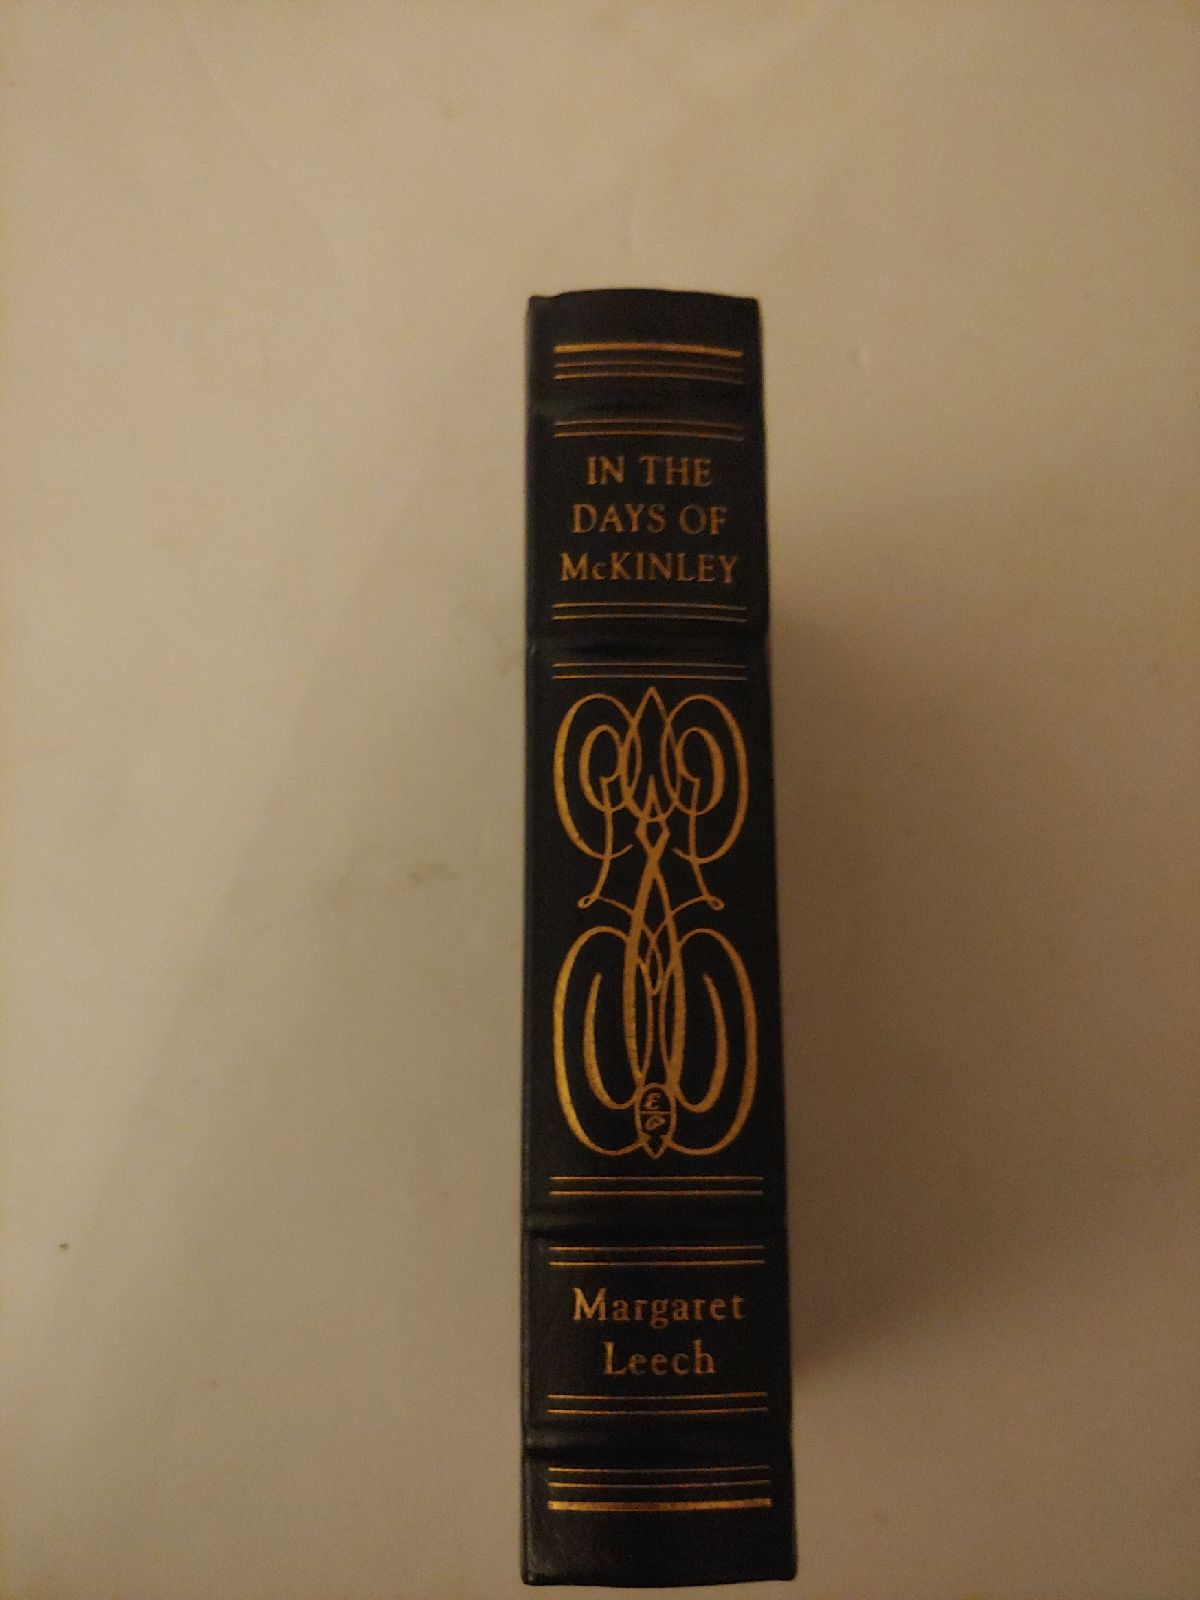 IN THE
DAYS OF
McKINLEY
Margaret
Leech